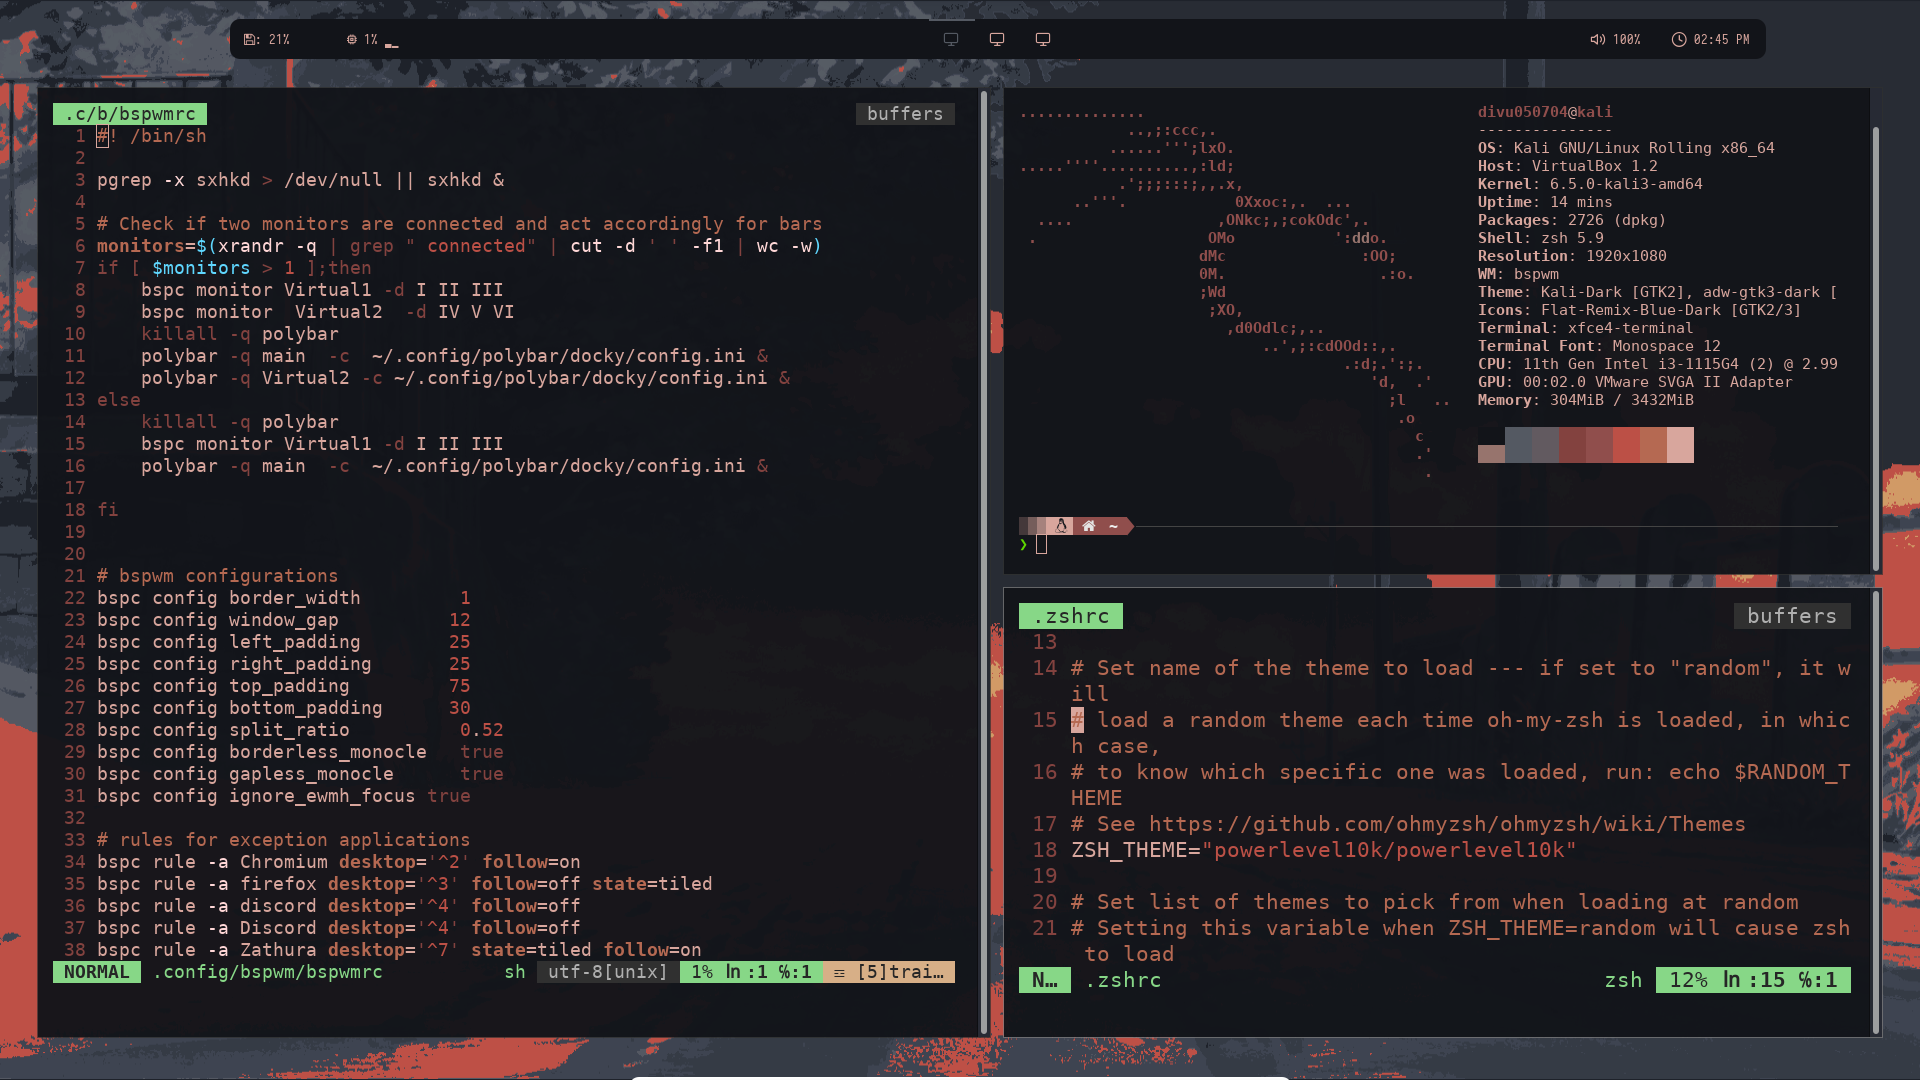 : 21%
1%
100%
02:45 PM
.c/b/bspwmrc
buffers
1 #! /bin/sh
2
3 pgrep -x sxhkd > /dev/null || sxhkd &
4
5 # Check if two monitors are connected and act accordingly for bars
6 monitors=$(xrandr -q | grep " connected" | cut -d ' ' -f1 | wc -w)
7 if [ $monitors > 1 ];then
8     bspc monitor Virtual1 -d I II III
9     bspc monitor  Virtual2  -d IV V VI
10     killall -q polybar
11     polybar -q main  -c  ~/.config/polybar/docky/config.ini &
12     polybar -q Virtual2 -c ~/.config/polybar/docky/config.ini &
13 else
14     killall -q polybar
15     bspc monitor Virtual1 -d I II III
16     polybar -q main  -c  ~/.config/polybar/docky/config.ini &
17
18 fi
19
20
21 # bspwm configurations
22 bspc config border_width         1
23 bspc config window_gap          12
24 bspc config left_padding        25
25 bspc config right_padding       25
26 bspc config top_padding         75
27 bspc config bottom_padding      30
28 bspc config split_ratio          0.52
29 bspc config borderless_monocle   true
30 bspc config gapless_monocle      true
31 bspc config ignore_ewmh_focus true
32
33 # rules for exception applications
34 bspc rule -a Chromium desktop='^2' follow=on
35 bspc rule -a firefox desktop='^3' follow=off state=tiled
36 bspc rule -a discord desktop='^4' follow=off
37 bspc rule -a Discord desktop='^4' follow=off
38 bspc rule -a Zathura desktop='^7' state=tiled follow=on
NORMAL .config/bspwm/bspwmrc sh utf-8[unix] 1% ln :1 ℅:1 ≡ [5]trai…
..............
            ..,;:ccc,.
          ......''';lxO.
.....''''..........,:ld;
           .';;;:::;,,.x,
      ..'''.            0Xxoc:,.  ...
  ....                ,ONkc;,;cokOdc',.
 .                   OMo           ':ddo.
                    dMc               :OO;
                    0M.                 .:o.
                    ;Wd
                     ;XO,
                       ,d0Odlc;,..
                           ..',;:cdOOd::,.
                                    .:d;.':;.
                                       'd,  .'
                                         ;l   ..
                                          .o
                                            c
                                            .'
                                             .
divu050704@kali
---------------
OS: Kali GNU/Linux Rolling x86_64
Host: VirtualBox 1.2
Kernel: 6.5.0-kali3-amd64
Uptime: 14 mins
Packages: 2726 (dpkg)
Shell: zsh 5.9
Resolution: 1920x1080
WM: bspwm
Theme: Kali-Dark [GTK2], adw-gtk3-dark [
Icons: Flat-Remix-Blue-Dark [GTK2/3]
Terminal: xfce4-terminal
Terminal Font: Monospace 12
CPU: 11th Gen Intel i3-1115G4 (2) @ 2.99
GPU: 00:02.0 VMware SVGA II Adapter
Memory: 304MiB / 3432MiB
~
❯
.zshrc
buffers
13
14 # Set name of the theme to load --- if set to "random", it w
ill
15 # load a random theme each time oh-my-zsh is loaded, in whic
h case,
16 # to know which specific one was loaded, run: echo $RANDOM_T
HEME
17 # See https://github.com/ohmyzsh/ohmyzsh/wiki/Themes
18 ZSH_THEME="powerlevel10k/powerlevel10k"
19
20 # Set list of themes to pick from when loading at random
21 # Setting this variable when ZSH_THEME=random will cause zsh
 to load
N… .zshrc zsh 12% ln :15 ℅:1